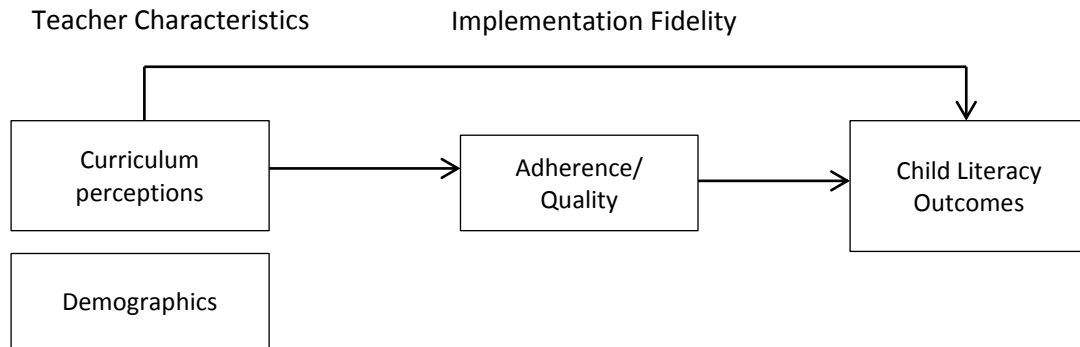 Teacher Characteristics
Implementation Fidelity
Curriculum
perceptions
Adherence/
Quality
Child Literacy
Outcomes
Demographics